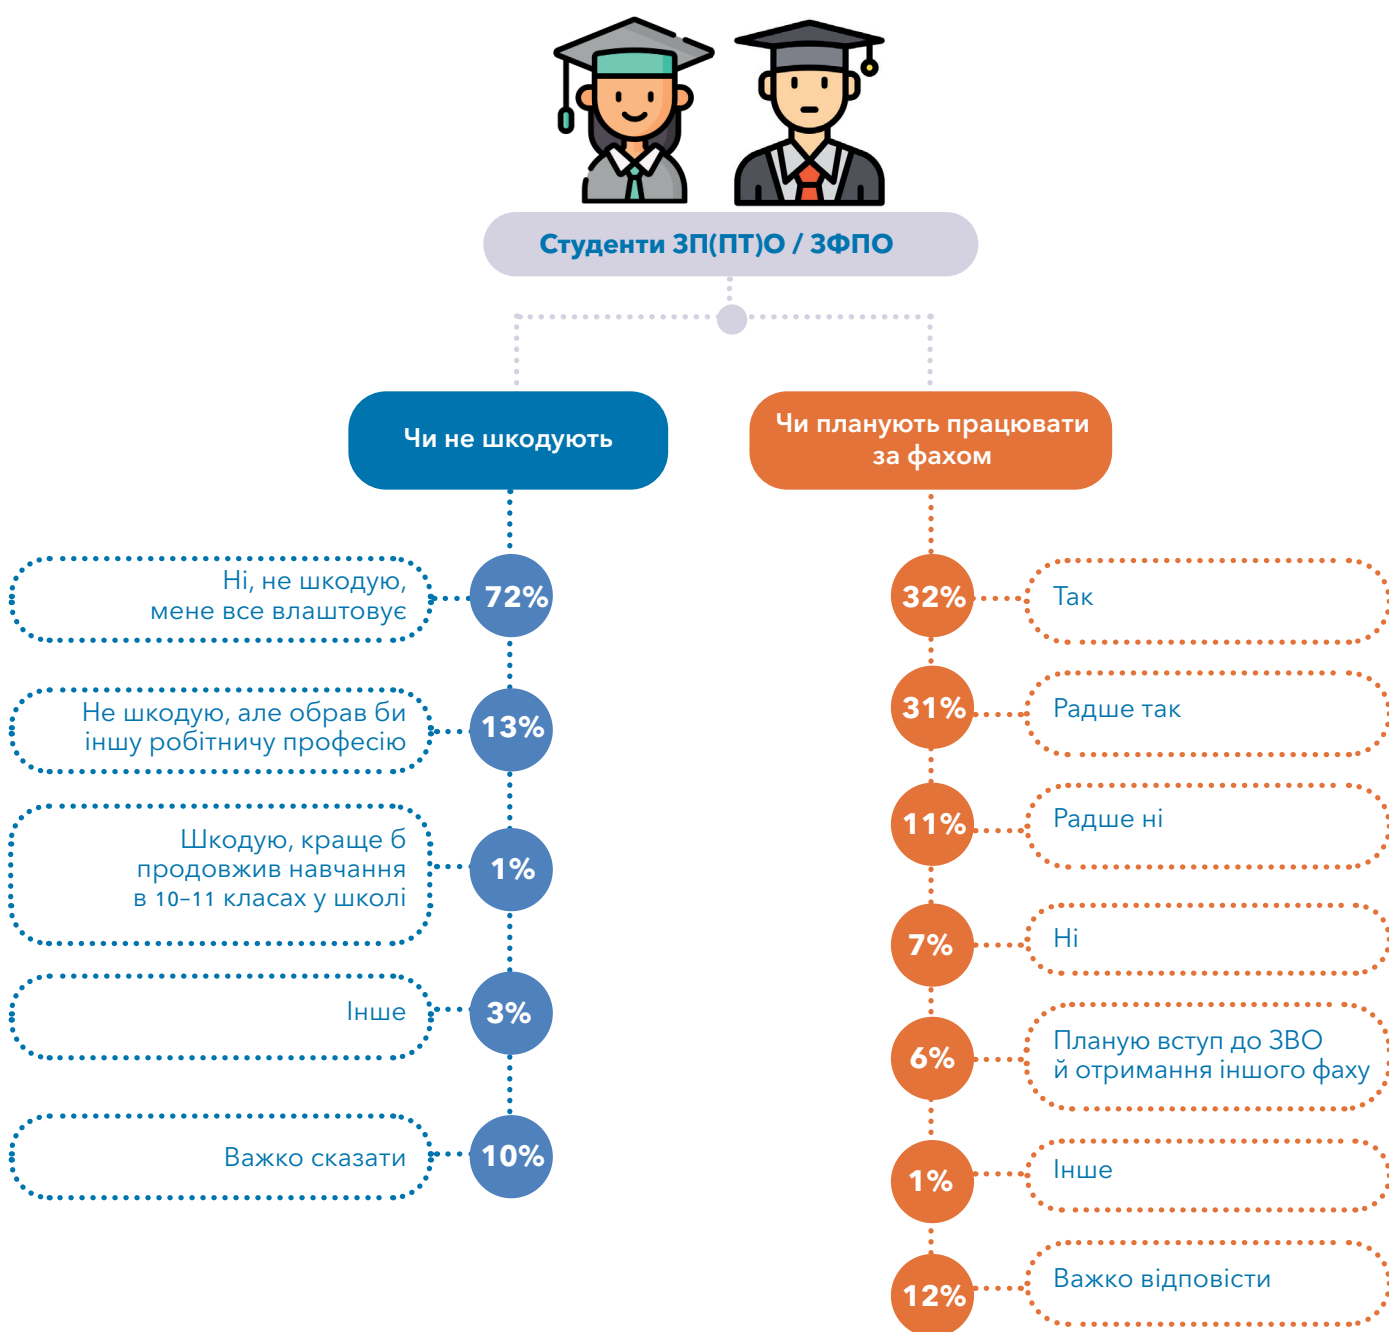 Студенти ЗП(ПТ)О / ЗФПО
Чи не шкодують
72%
Ні, не шкодую,
мене все влаштовує
13%
Не шкодую, але обрав би
іншу робітничу професію
1%
Шкодую, краще б
продовжив навчання
в 10–11 класах у школі
3%
Інше
10%
Важко сказати
Чи планують працювати
за фахом
32%
Так
31%
Радше так
11%
Радше ні
7%
Ні
6%
Планую вступ до ЗВО
й отримання іншого фаху
1%
Інше
12%
Важко відповісти